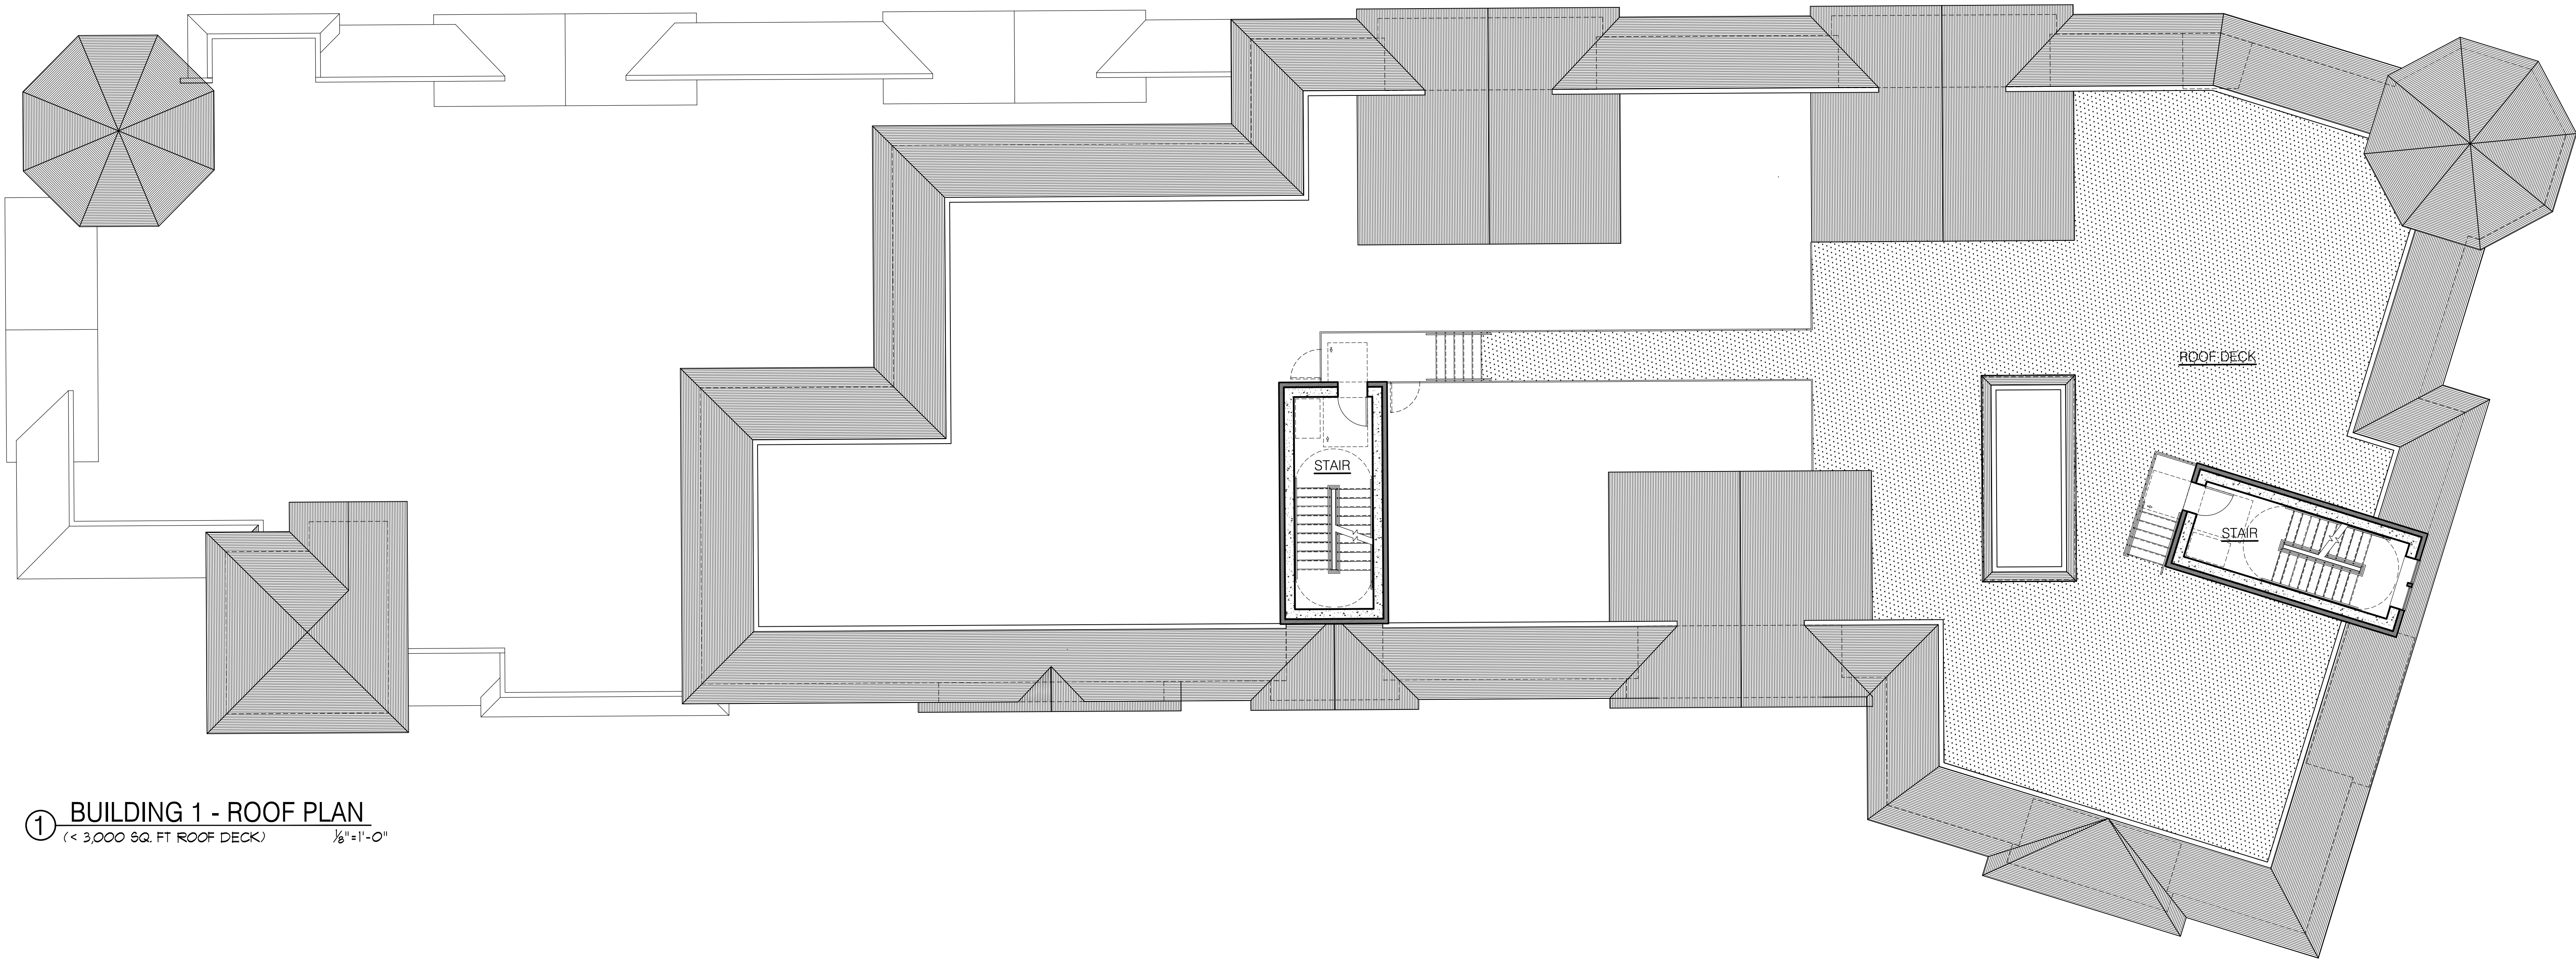 ROOF DECK
STAIR
STAIR
1 BUILDING 1 - ROOF PLAN
(< 3,000 SQ. FT ROOF DECK) 1/8"=1'-0"